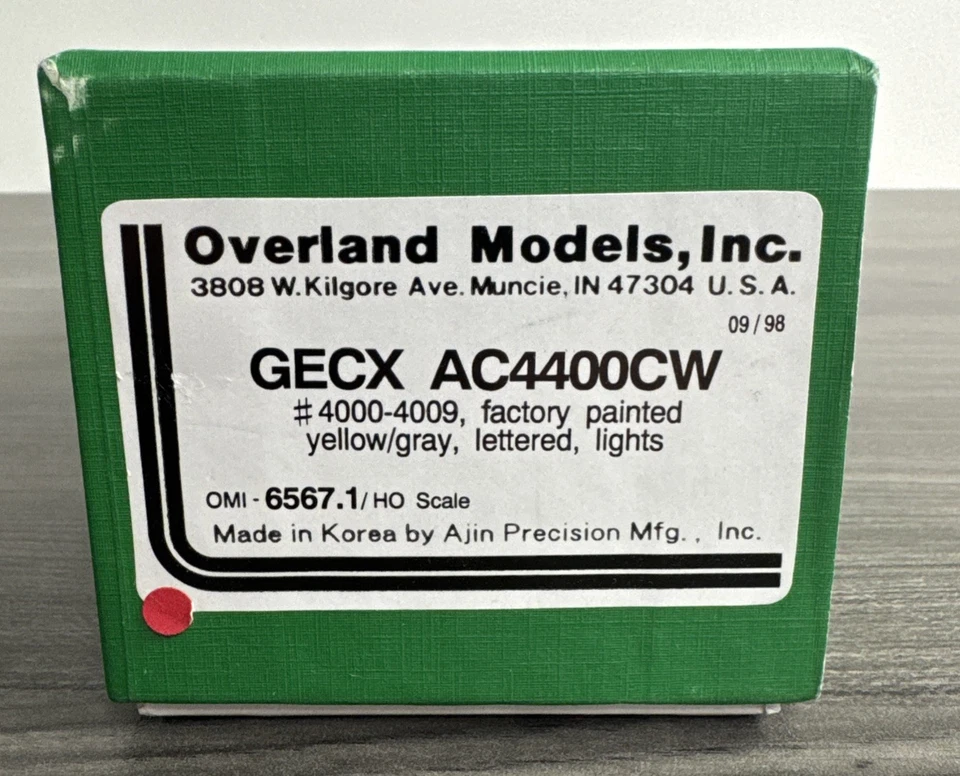 Overland Models, Inc.
3808 W. Kilgore Ave. Muncie, IN 47304 U. S. A.
09/98
GECX AC4400CW
#4000-4009, factory painted
yellow/gray, lettered, lights
OMI - 6567.1/ HO Scale
Made in Korea by Ajin Precision Mfg. , Inc.